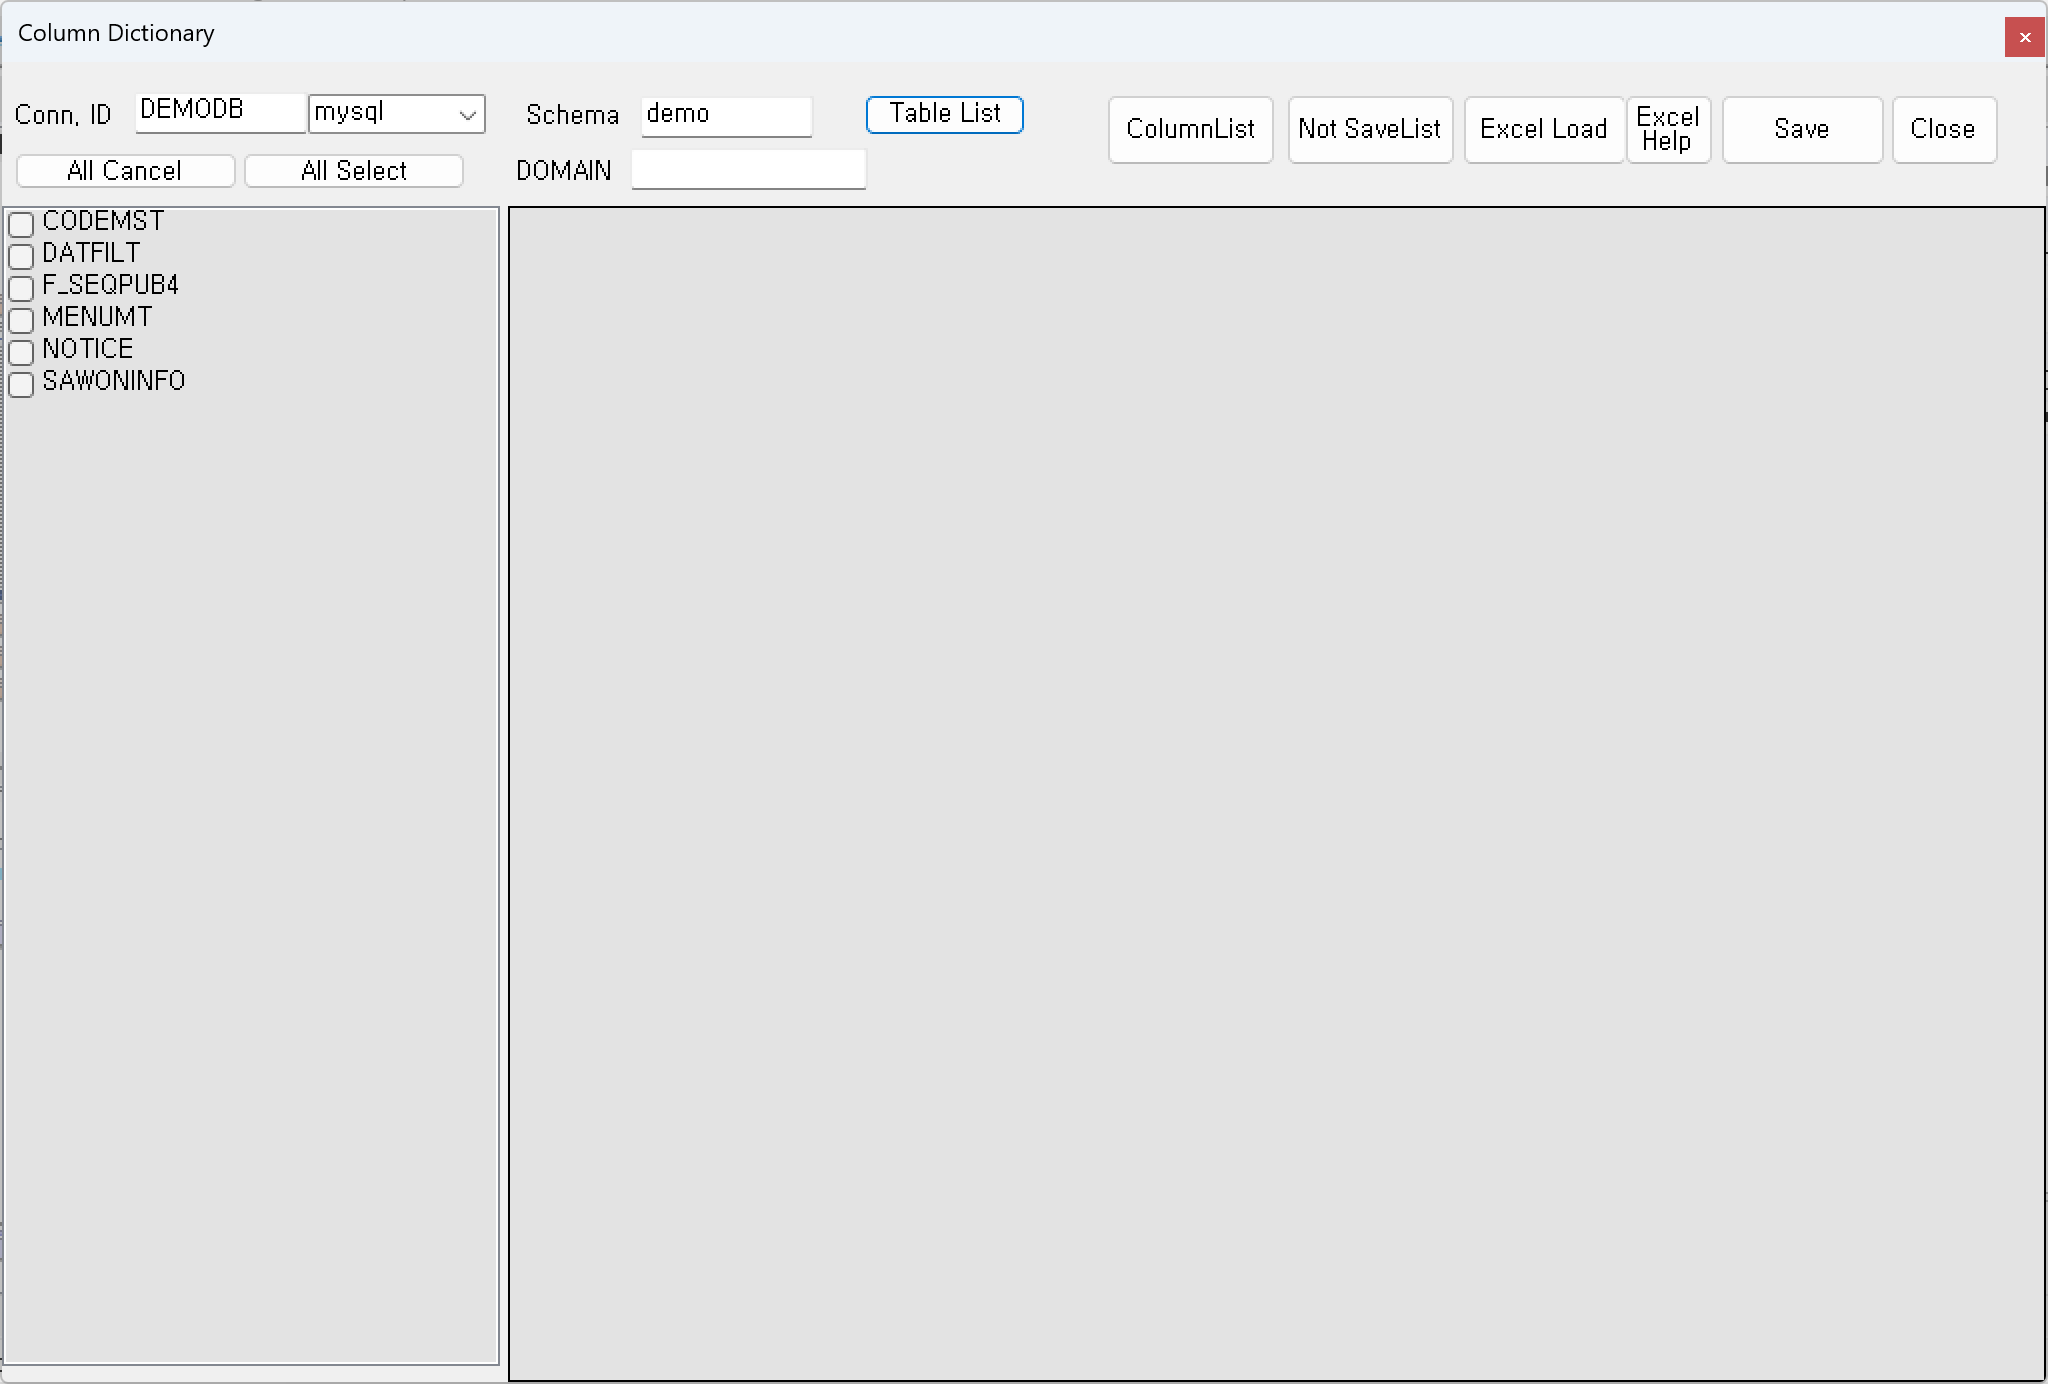 Column Dictionary
Conn, ID DEMODB mysql Schema demo Table List ColumnList Not SaveList Excel Load Excel Help Save Close
All Cancel All Select DOMAIN
CODEMST
DATFILT
F_SEQPUB4
MENUMT
NOTICE
SAWONINFO